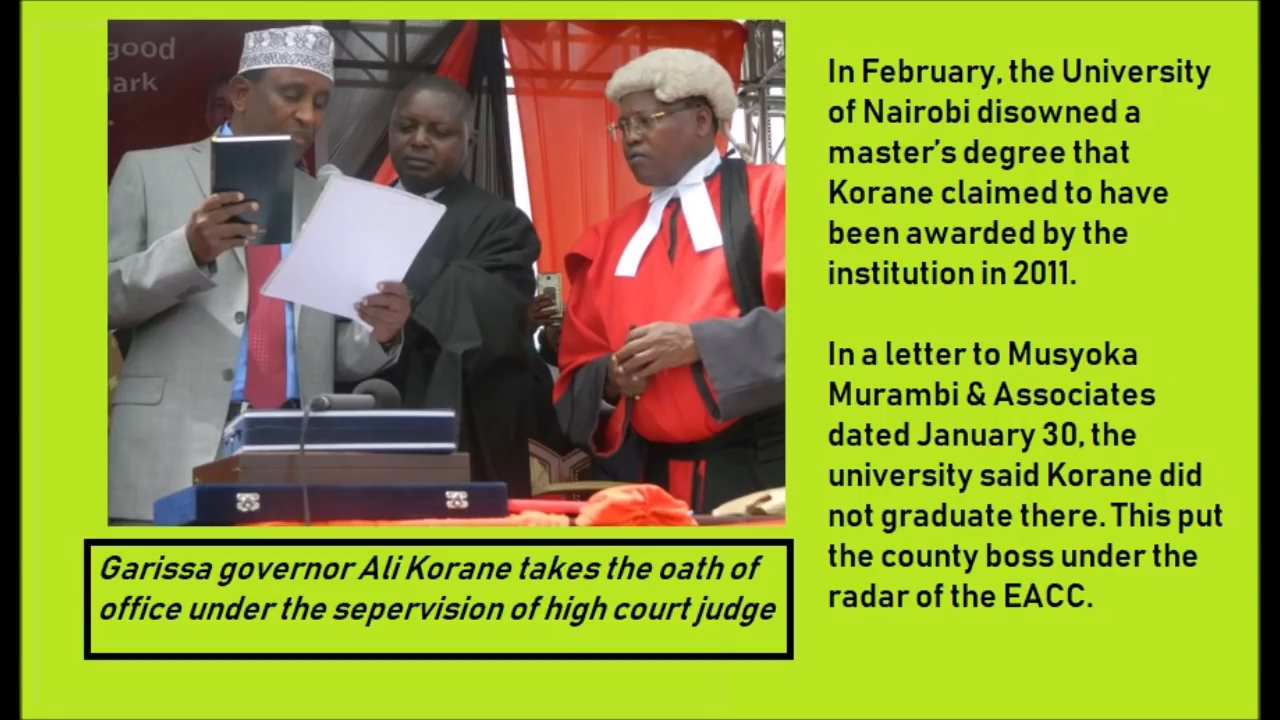 good
ark
Garissa governor Ali Korane takes the oath of
office under the sepervision of high court judge
In February, the University
of Nairobi disowned a
master's degree that
Korane claimed to have
been awarded by the
institution in 2011.
In a letter to Musyoka
Murambi & Associates
dated January 30, the
university said Korane did
not graduate there. This put
the county boss under the
radar of the EACC.